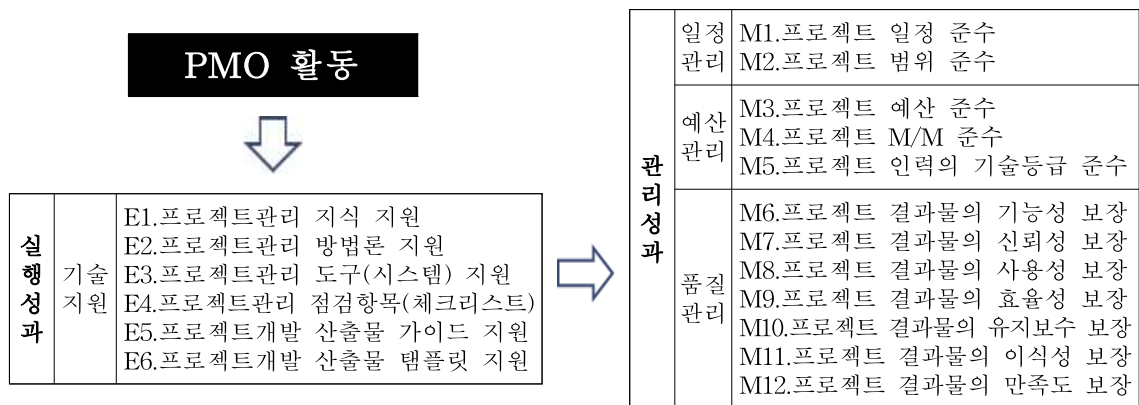 PMO 활동
실행성과
기술지원
E1.프로젝트관리 지식 지원
E2.프로젝트관리 방법론 지원
E3.프로젝트관리 도구(시스템) 지원
E4.프로젝트관리 점검항목(체크리스트)
E5.프로젝트개발 산출물 가이드 지원
E6.프로젝트개발 산출물 탬플릿 지원
관리성과
일정관리
M1.프로젝트 일정 준수
M2.프로젝트 범위 준수
예산관리
M3.프로젝트 예산 준수
M4.프로젝트 M/M 준수
M5.프로젝트 인력의 기술등급 준수
품질관리
M6.프로젝트 결과물의 기능성 보장
M7.프로젝트 결과물의 신뢰성 보장
M8.프로젝트 결과물의 사용성 보장
M9.프로젝트 결과물의 효율성 보장
M10.프로젝트 결과물의 유지보수 보장
M11.프로젝트 결과물의 이식성 보장
M12.프로젝트 결과물의 만족도 보장